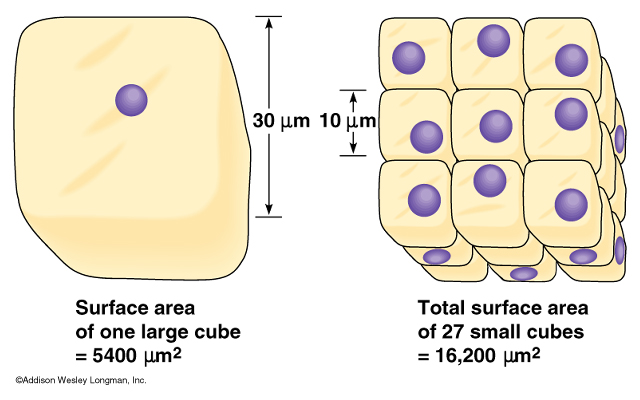 30 µm
10 µm
Surface area
of one large cube
= 5400 µm²
Total surface area
of 27 small cubes
= 16,200 µm²
©Addison Wesley Longman, Inc.